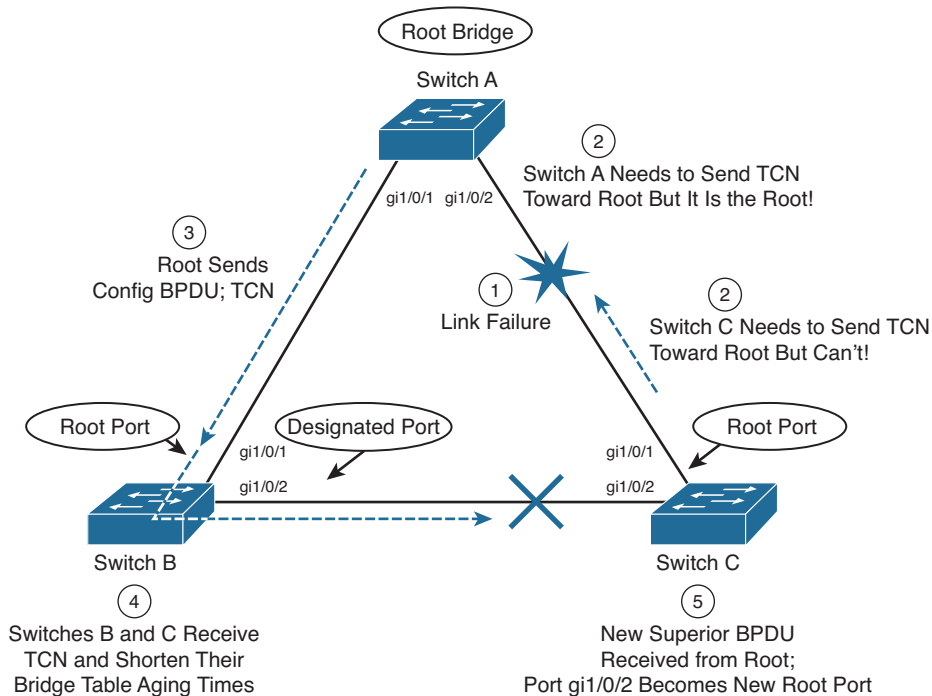 Root Bridge
Switch A
2
Switch A Needs to Send TCN
Toward Root But It Is the Root!
gi1/0/1 gi1/0/2
3
Root Sends
Config BPDU; TCN
1
Link Failure
2
Switch C Needs to Send TCN
Toward Root But Can't!
Root Port
Designated Port
Root Port
gi1/0/1
gi1/0/1
gi1/0/2
gi1/0/2
Switch B
Switch C
4
Switches B and C Receive
TCN and Shorten Their
Bridge Table Aging Times
5
New Superior BPDU
Received from Root;
Port gi1/0/2 Becomes New Root Port